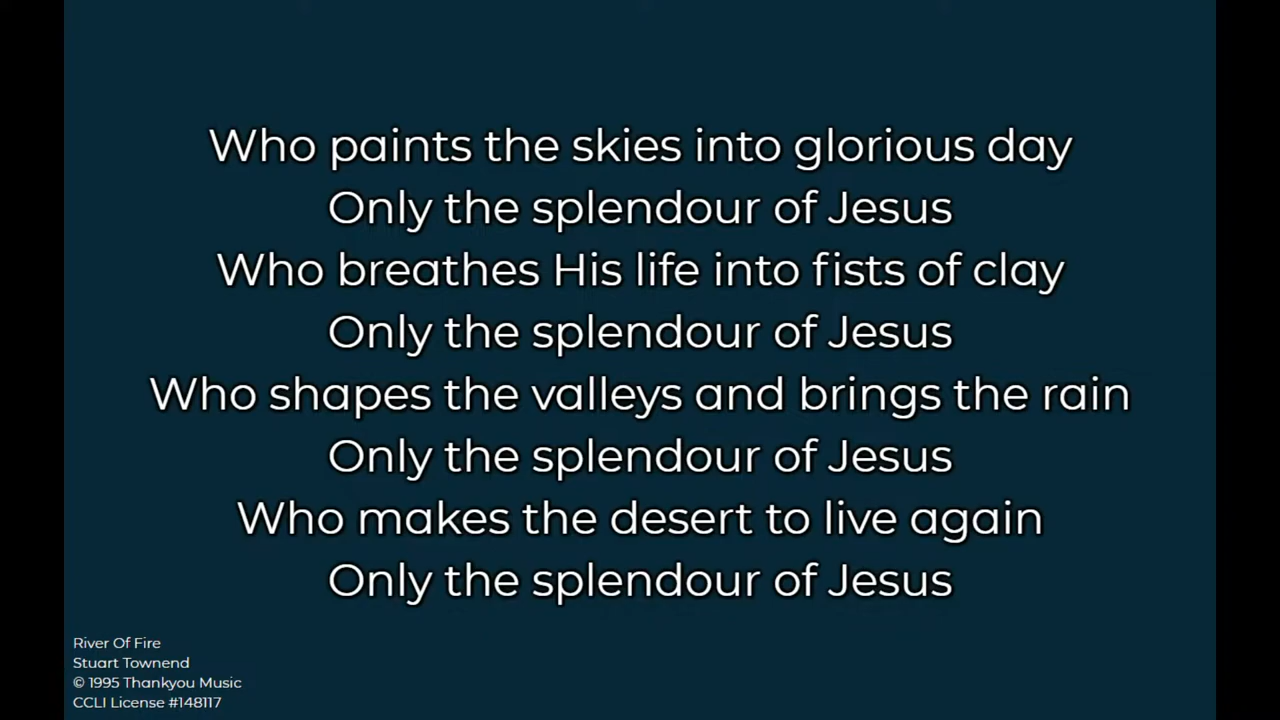 Who paints the skies into glorious day
Only the splendour of Jesus
Who breathes His life into fists of clay
Only the splendour of Jesus
Who shapes the valleys and brings the rain
Only the splendour of Jesus
Who makes the desert to live again
Only the splendour of Jesus
River Of Fire
Stuart Townend
© 1995 Thankyou Music
CCLI License #148117